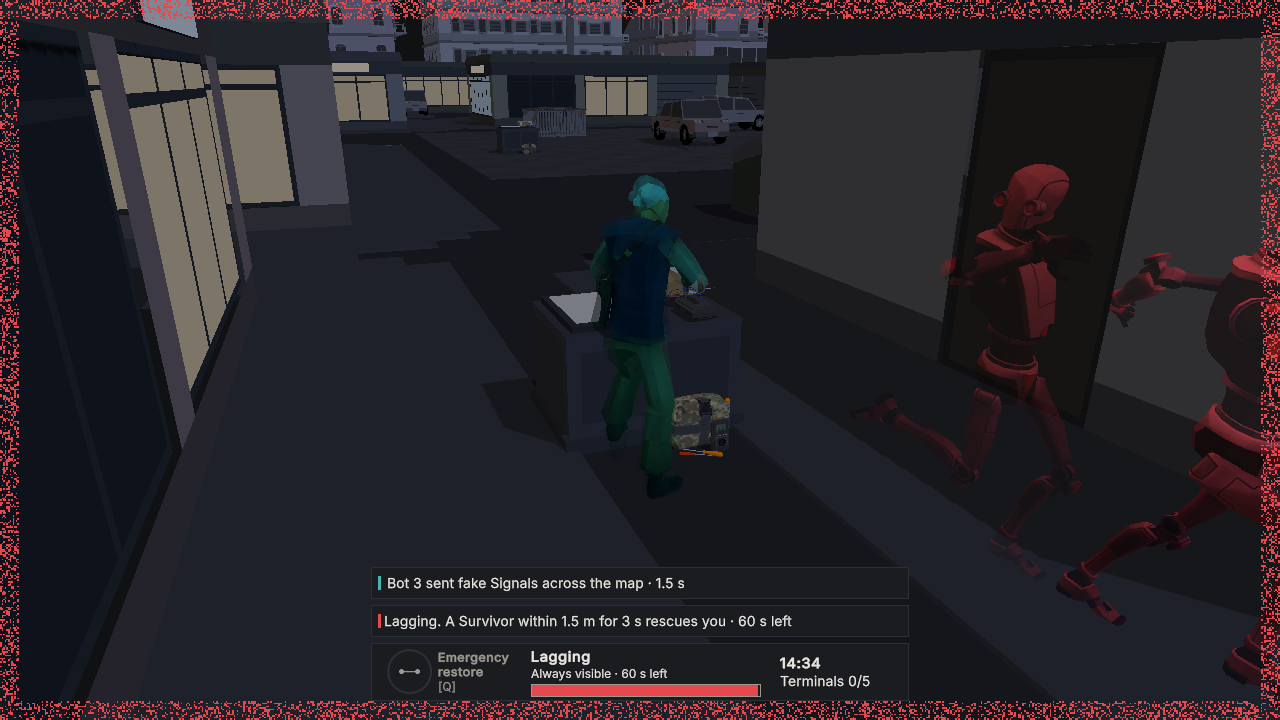 Bot 3 sent fake Signals across the map · 1.5 s
Lagging. A Survivor within 1.5 m for 3 s rescues you · 60 s left
Emergency
restore
[Q]
Lagging
Always visible · 60 s left
14:34
Terminals 0/5